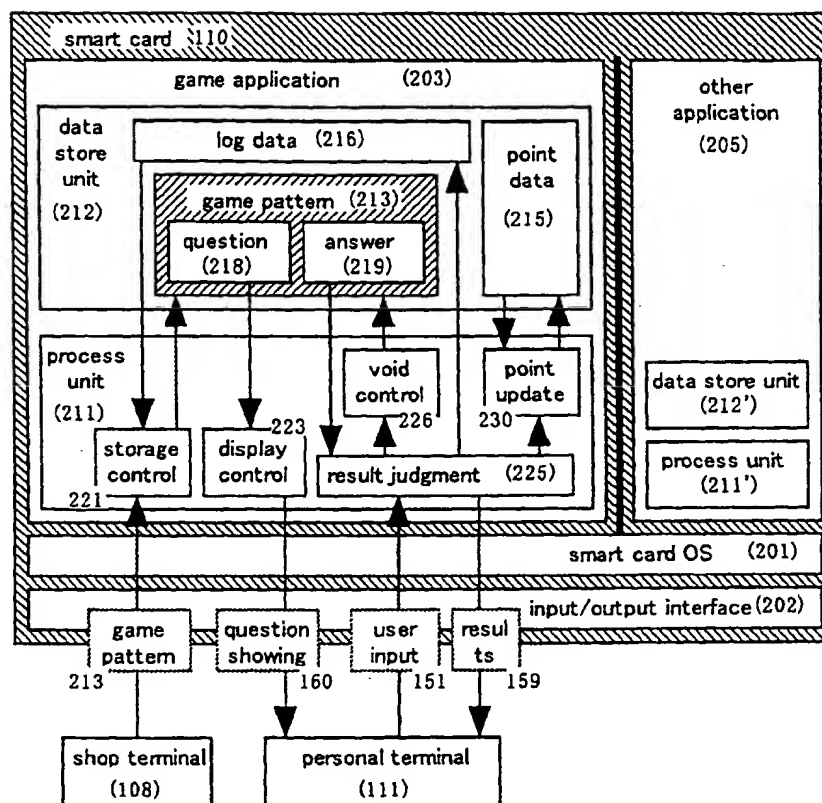 smart card 110
game application (203)
data
store
unit
(212)
log data (216)
game pattern (213)
question
(218)
answer
(219)
point
data
(215)
other
application
(205)
process
unit
(211)
void
control
226
point
update
230
223
storage
control
221
display
control
result judgment (225)
data store unit
(212')
process unit
(211')
smart card OS (201)
input/output interface (202)
game
pattern
213
question
showing
160
user
input
151
resul
ts
159
shop terminal
(108)
personal terminal
(111)